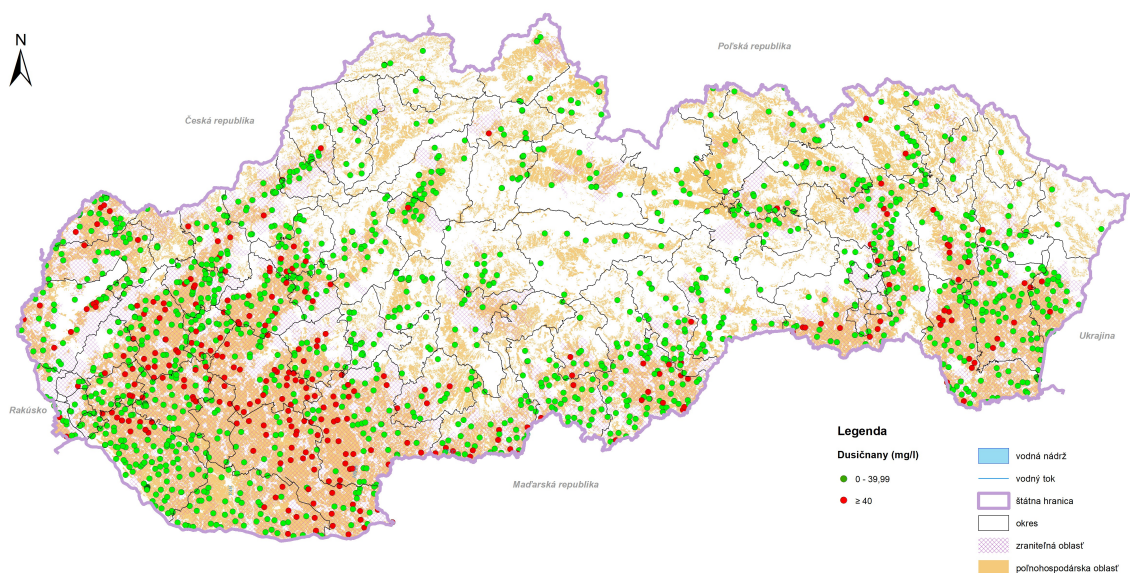 N
Poľská republika
Česká republika
Ukrajina
Rakúsko
Maďarská republika
Legenda
Dusičnany (mg/l)
0 - 39,99
≥ 40
vodná nádrž
vodný tok
štátna hranica
okres
zraniteľná oblasť
poľnohospodárska oblasť